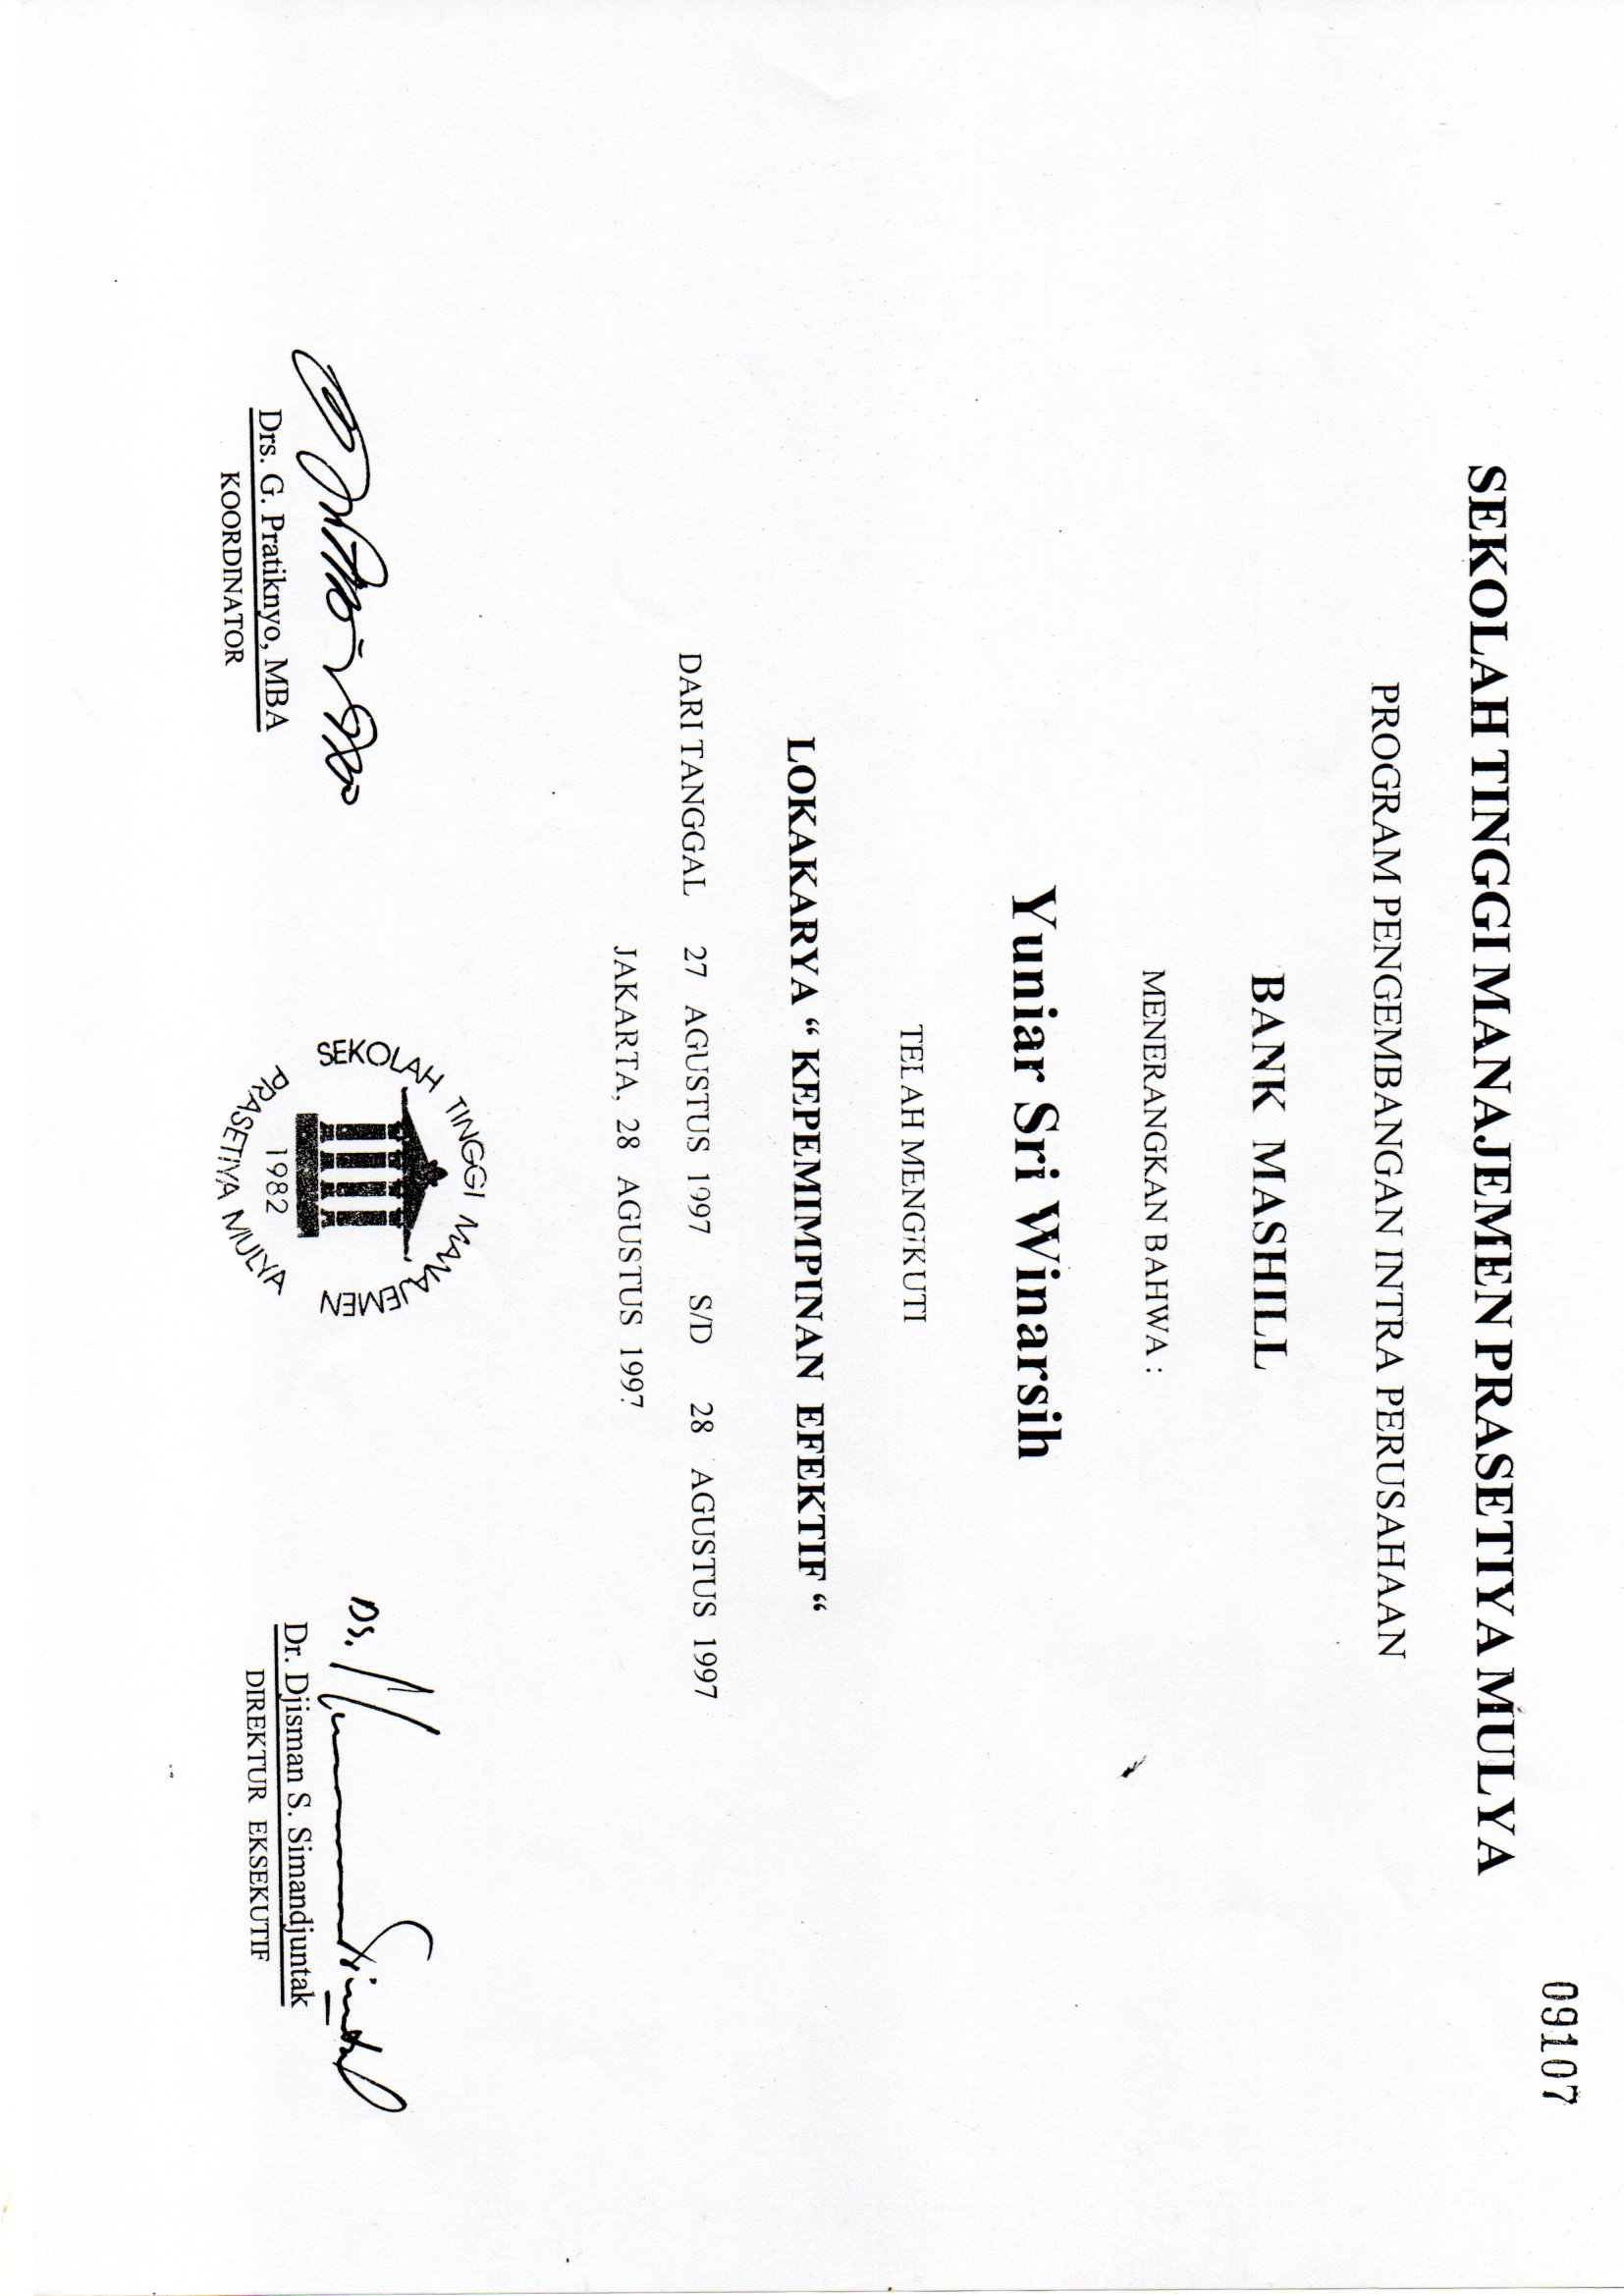 09107
SEKOLAH TINGGI MANAJEMEN PRASETIYA MULYA
PROGRAM PENGEMBANGAN INTRA PERUSAHAAN
BANK MASHILL
MENERANGKAN BAHWA :
Yuniar Sri Winarsih
TELAH MENGIKUTI
LOKAKARYA “ KEPEMIMPINAN EFEKTIF “
DARI TANGGAL 27 AGUSTUS 1997 S/D 28 AGUSTUS 1997
JAKARTA, 28 AGUSTUS 1997
SEKOLAH TINGGI MANAJEMEN
1982
PRASETIYA MULYA
Drs. G. Pratiknyo, MBA
KOORDINATOR
Ds.
Dr. Djisman S. Simandjuntak
DIREKTUR EKSEKUTIF